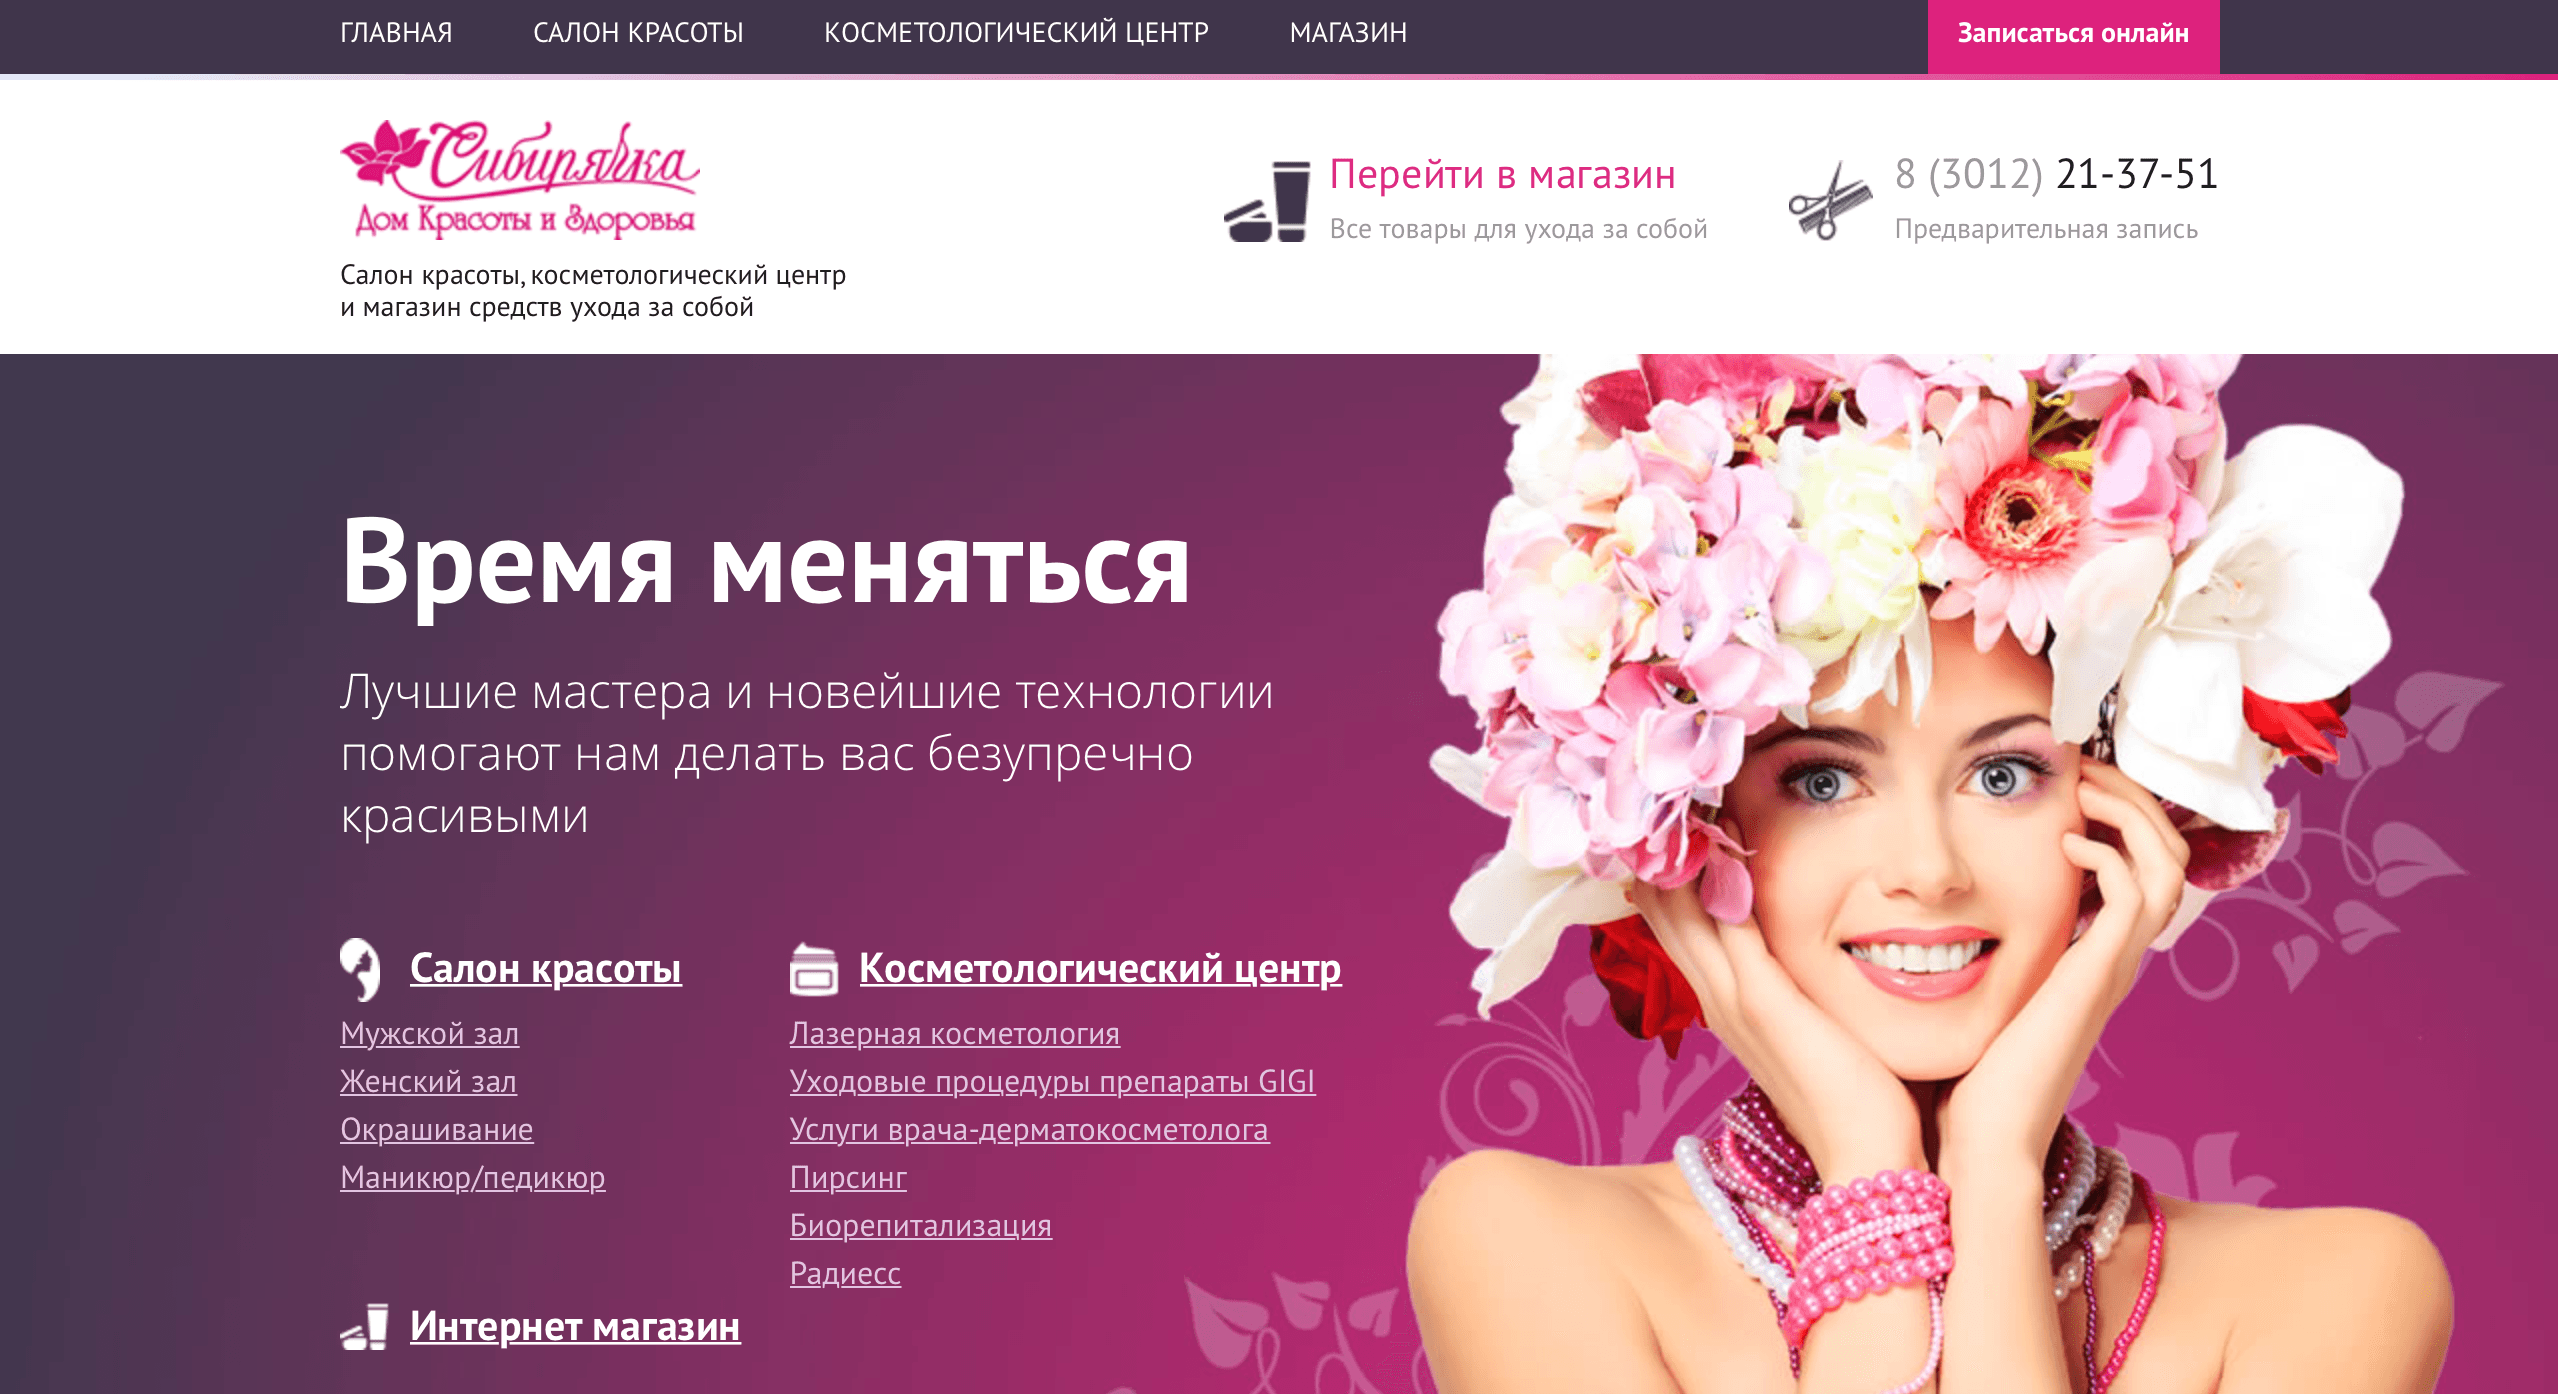 ГЛАВНАЯ
САЛОН КРАСОТЫ
КОСМЕТОЛОГИЧЕСКИЙ ЦЕНТР
МАГАЗИН
Записаться онлайн
Сибирячка
Дом Красоты и Здоровья
Салон красоты, косметологический центр
и магазин средств ухода за собой
Перейти в магазин
Все товары для ухода за собой
8 (3012) 21-37-51
Предварительная запись
Время меняться
Лучшие мастера и новейшие технологии
помогают нам делать вас безупречно
красивыми
Салон красоты
Мужской зал
Женский зал
Окрашивание
Маникюр/педикюр
Косметологический центр
Лазерная косметология
Уходовые процедуры препараты GIGI
Услуги врача-дерматокосметолога
Пирсинг
Биорепитализация
Радиесс
Интернет магазин